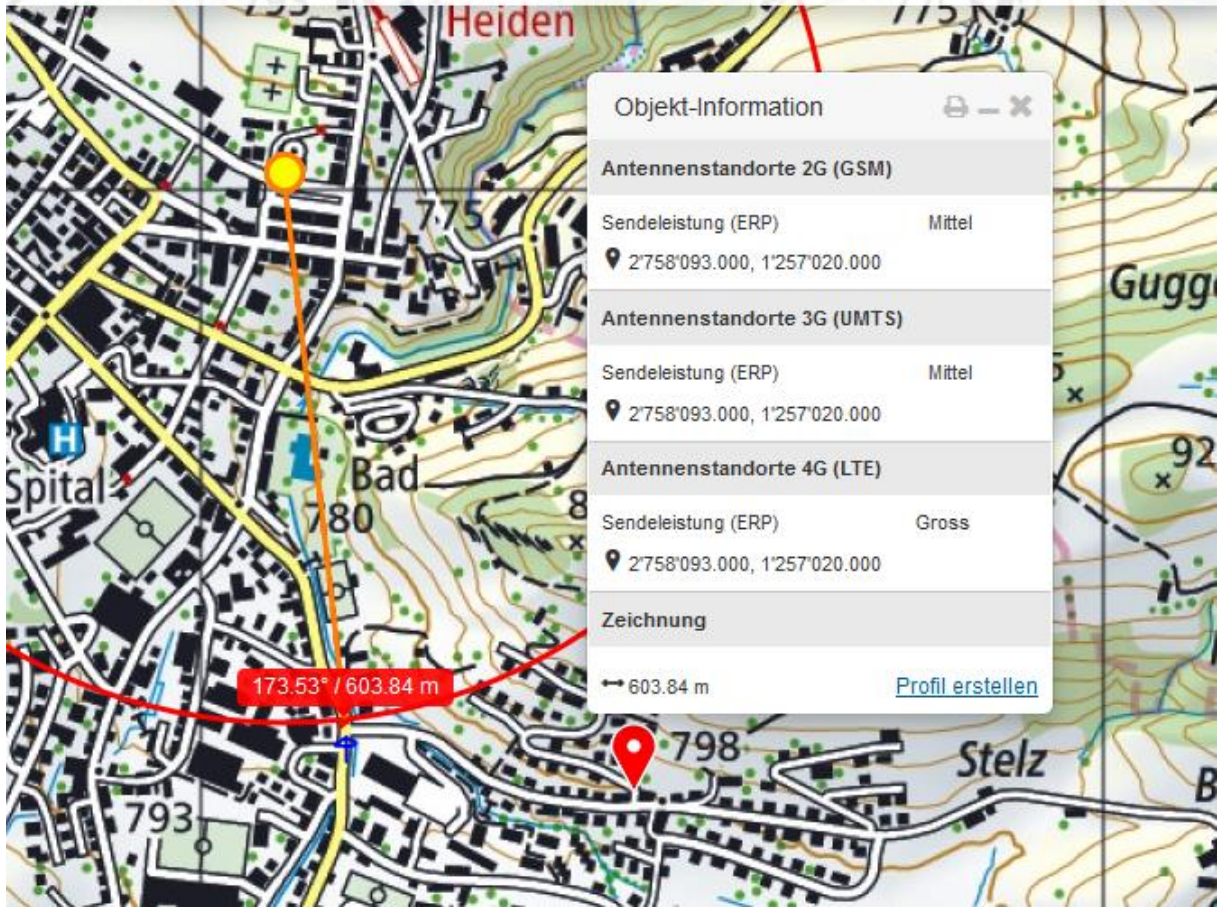 755
Heiden
775
Objekt-Information
Antennenstandorte 2G (GSM)
Sendeleistung (ERP) Mittel
2'758'093.000, 1'257'020.000
775
Antennenstandorte 3G (UMTS)
Sendeleistung (ERP) Mittel
2'758'093.000, 1'257'020.000
H
Spital
Bad
780
Antennenstandorte 4G (LTE)
Sendeleistung (ERP) Gross
2'758'093.000, 1'257'020.000
Zeichnung
603.84 m Profil erstellen
173.53° / 603.84 m
798
Stelz
793